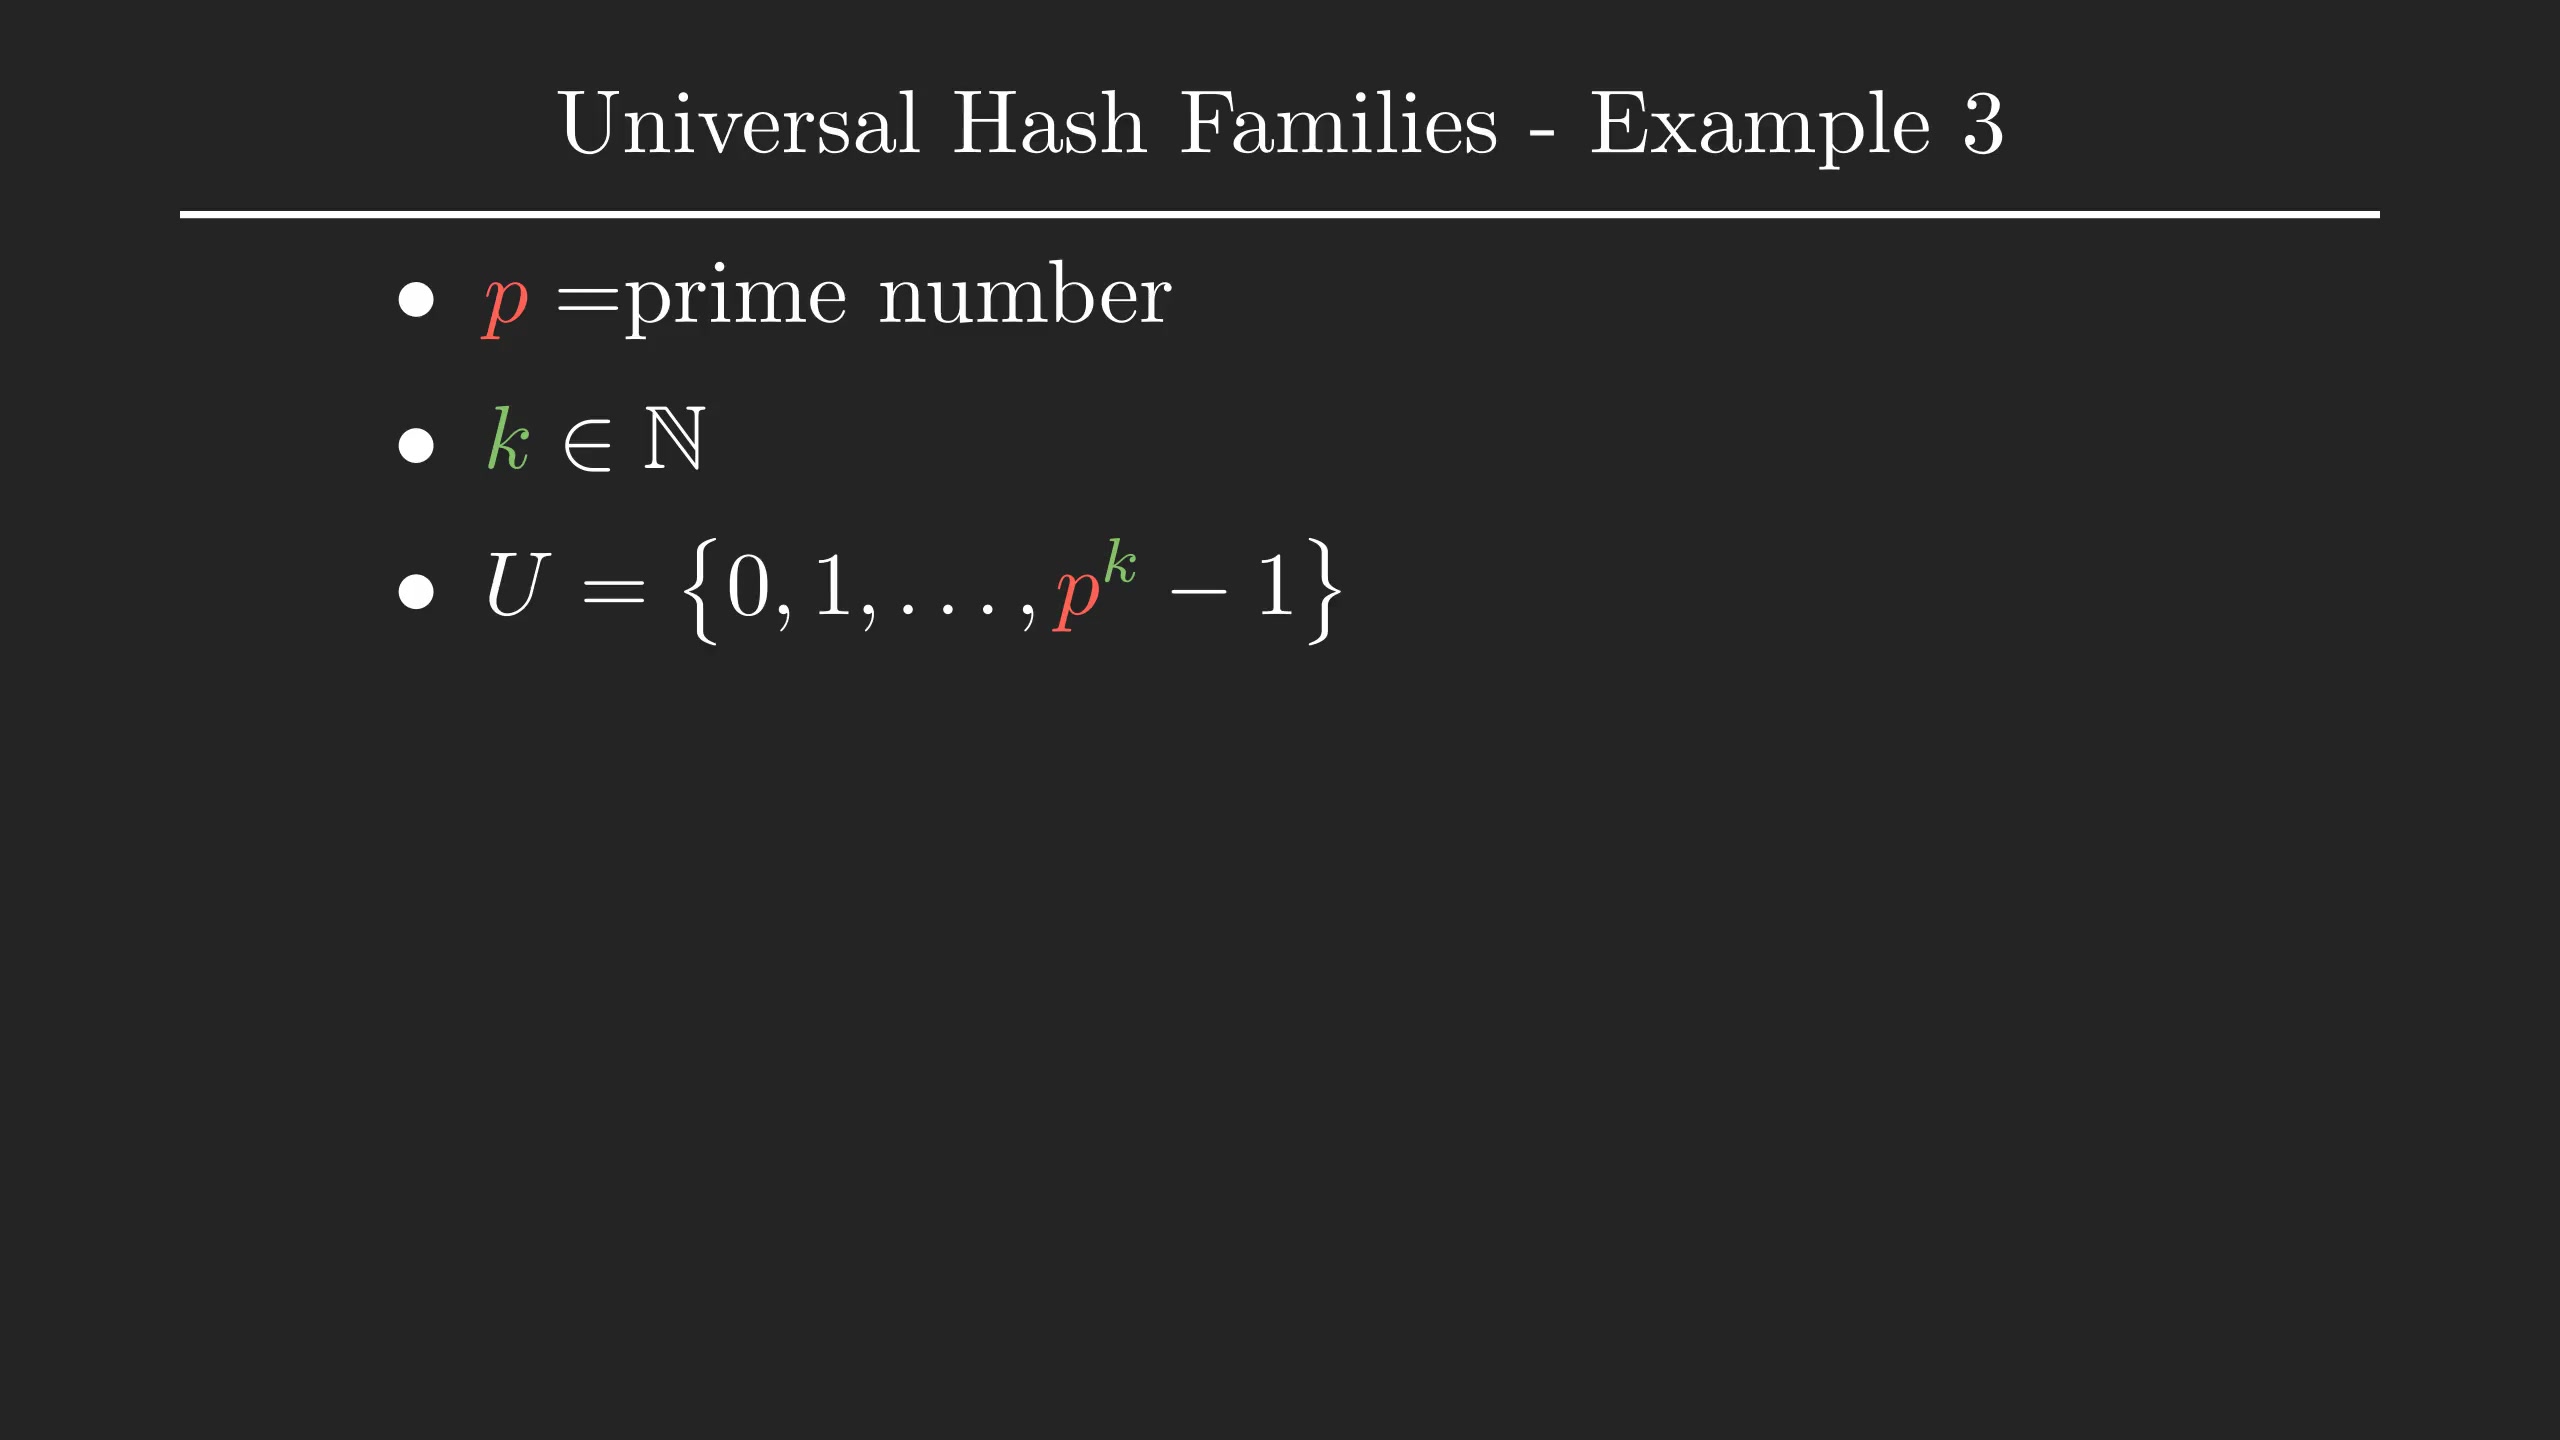 Universal Hash Families - Example 3
• p =prime number
• k ∈ ℕ
• U = {0, 1, . . . , p^k − 1}